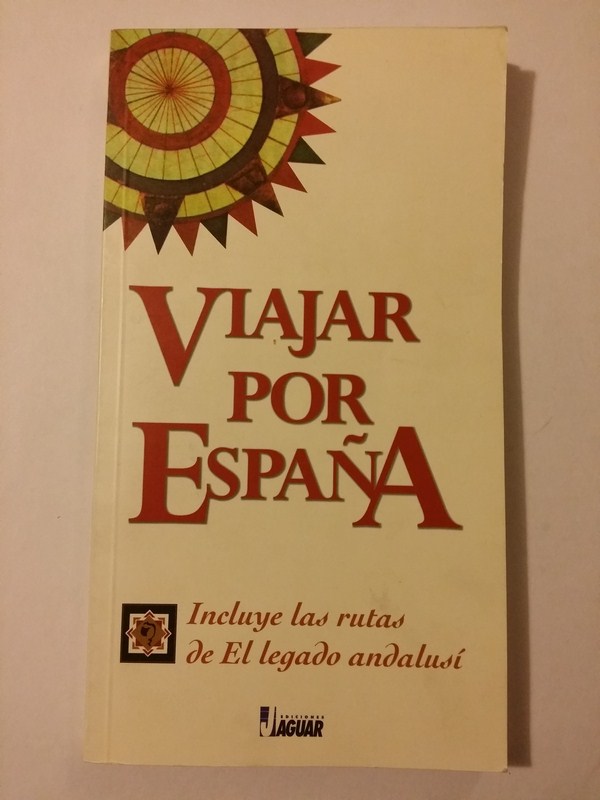 VIAJAR
POR
ESPAÑA
Incluye las rutas
de El legado andalusí
EDICIONES
JAGUAR